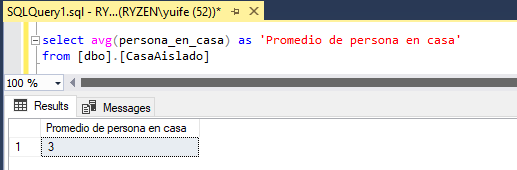 SQLQuery1.sql - RY...(RYZEN\yuife (52))*
select avg(persona_en_casa) as 'Promedio de persona en casa'
from [dbo].[CasaAislado]
100 %
Results Messages
Promedio de persona en casa
1 3